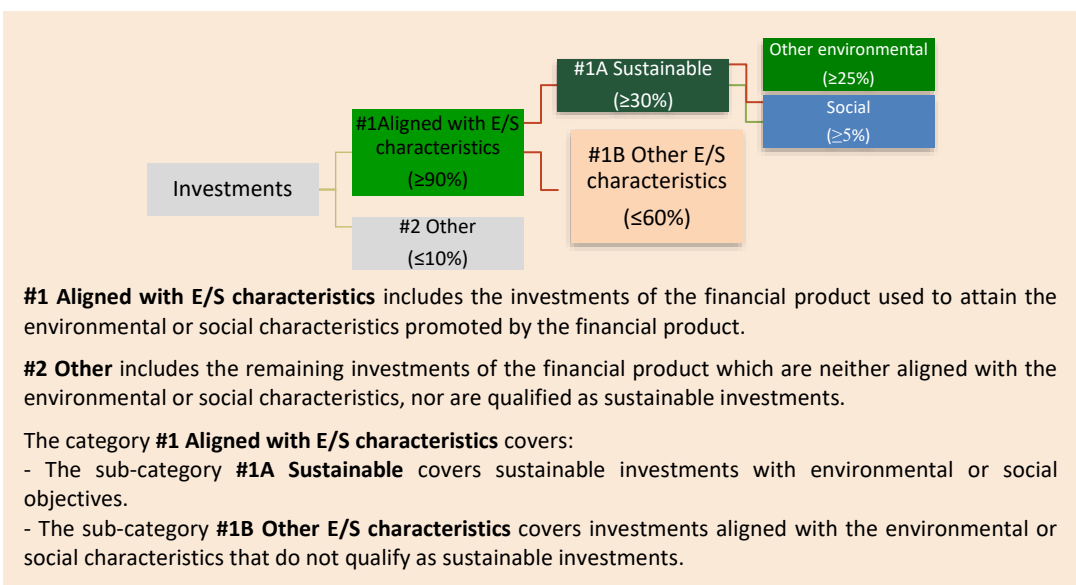 Other environmental
(≥25%)
#1A Sustainable
(≥30%)
Social
(≥5%)
#1Aligned with E/S
characteristics
(≥90%)
#1B Other E/S
characteristics
(≤60%)
Investments
#2 Other
(≤10%)
#1 Aligned with E/S characteristics includes the investments of the financial product used to attain the
environmental or social characteristics promoted by the financial product.
#2 Other includes the remaining investments of the financial product which are neither aligned with the
environmental or social characteristics, nor are qualified as sustainable investments.
The category #1 Aligned with E/S characteristics covers:
- The sub-category #1A Sustainable covers sustainable investments with environmental or social
objectives.
- The sub-category #1B Other E/S characteristics covers investments aligned with the environmental or
social characteristics that do not qualify as sustainable investments.